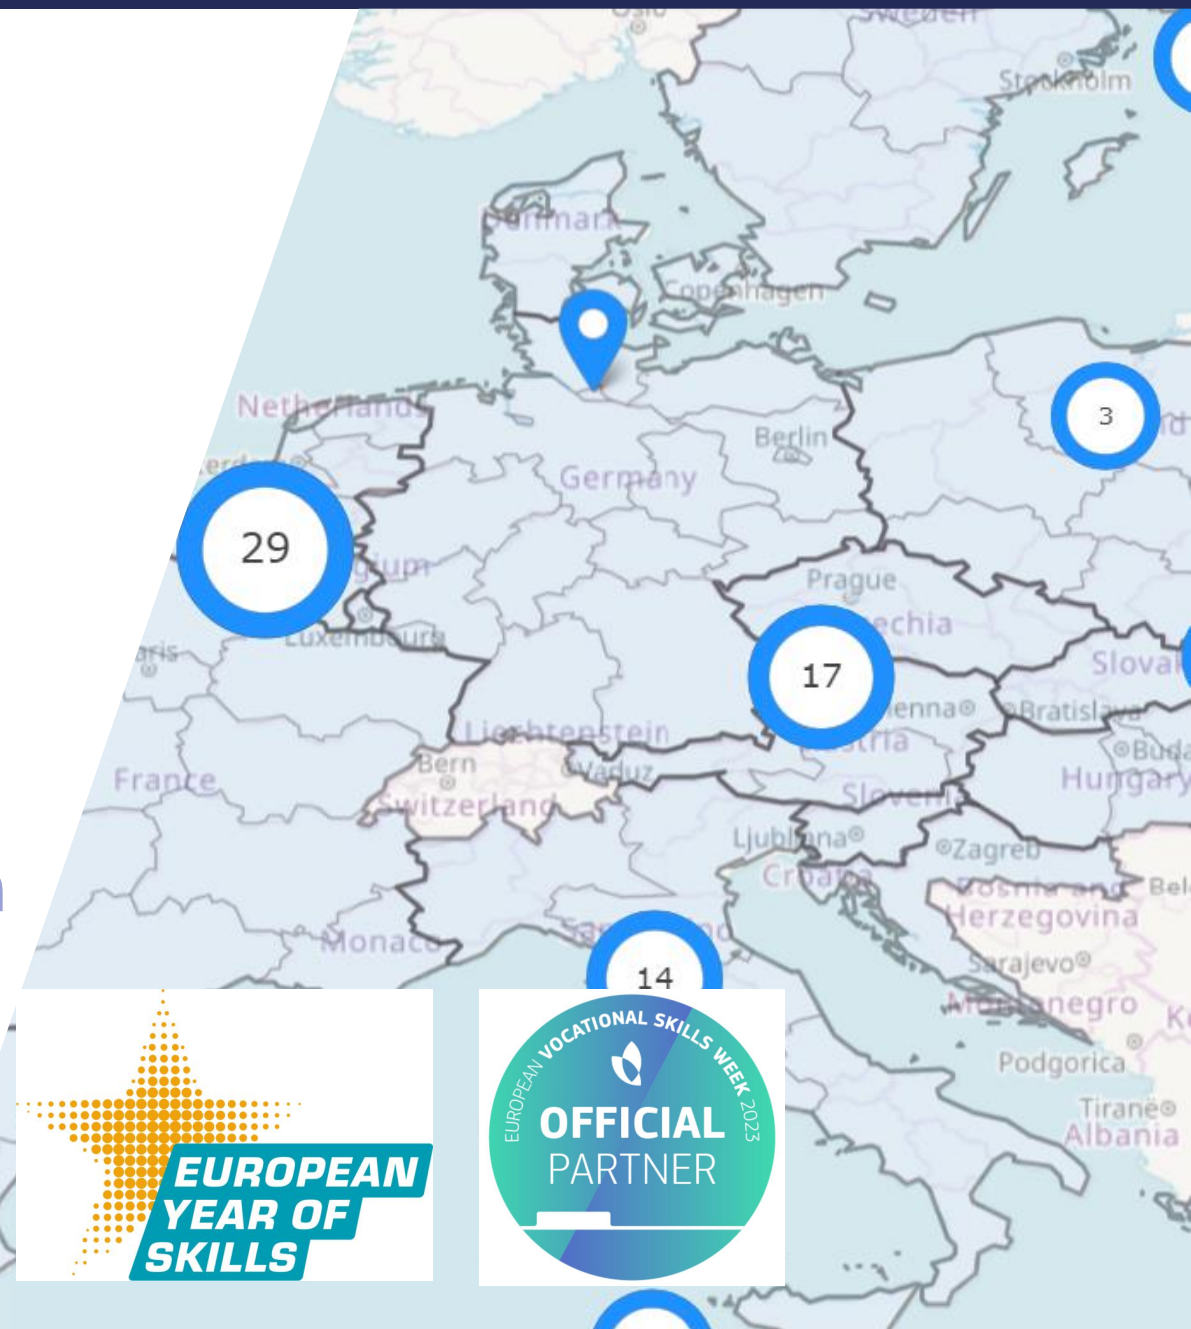 Oslo
Sweden
Stockholm
Denmark
Copenhagen
Netherlands
Berlin
3
Germany
29
Prague
Luxembourg
17
Liechtenstein
Bratislava
Bern
Vaduz
France
Switzerland
Hungary
Ljubljana
Zagreb
Croatia
Bosnia and
Herzegovina
Monaco
Sarajevo
14
Montenegro
Podgorica
Tiranë
Albania
EUROPEAN VOCATIONAL SKILLS WEEK 2023
OFFICIAL
PARTNER
EUROPEAN
YEAR OF
SKILLS